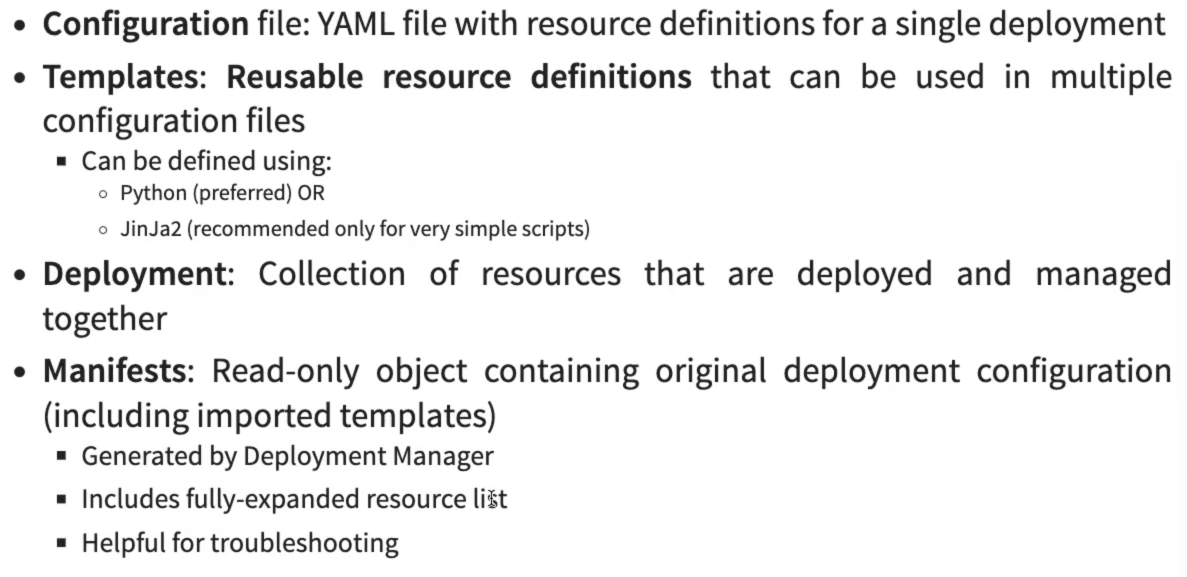 • Configuration file: YAML file with resource definitions for a single deployment
• Templates: Reusable resource definitions that can be used in multiple
configuration files
▪ Can be defined using:
◦ Python (preferred) OR
◦ JinJa2 (recommended only for very simple scripts)
• Deployment: Collection of resources that are deployed and managed
together
• Manifests: Read-only object containing original deployment configuration
(including imported templates)
▪ Generated by Deployment Manager
▪ Includes fully-expanded resource list
▪ Helpful for troubleshooting